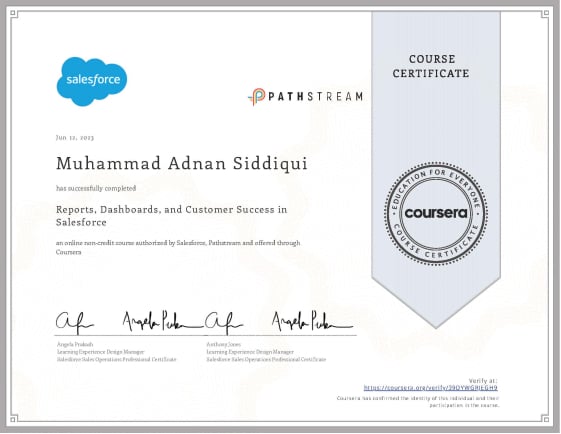 salesforce
PATHSTREAM
COURSE
CERTIFICATE
Jun 12, 2023
Muhammad Adnan Siddiqui
has successfully completed
Reports, Dashboards, and Customer Success in
Salesforce
an online non-credit course authorized by Salesforce, Pathstream and offered through
Coursera
EDUCATION FOR EVERYONE
coursera
COURSE CERTIFICATE
Angela Prakash
Learning Experience Design Manager
Salesforce Sales Operations Professional Certificate
Anthony Jones
Learning Experience Design Manager
Salesforce Sales Operations Professional Certificate
Verify at:
https://coursera.org/verify/
Coursera has confirmed the identity of this individual and their
participation in the course.